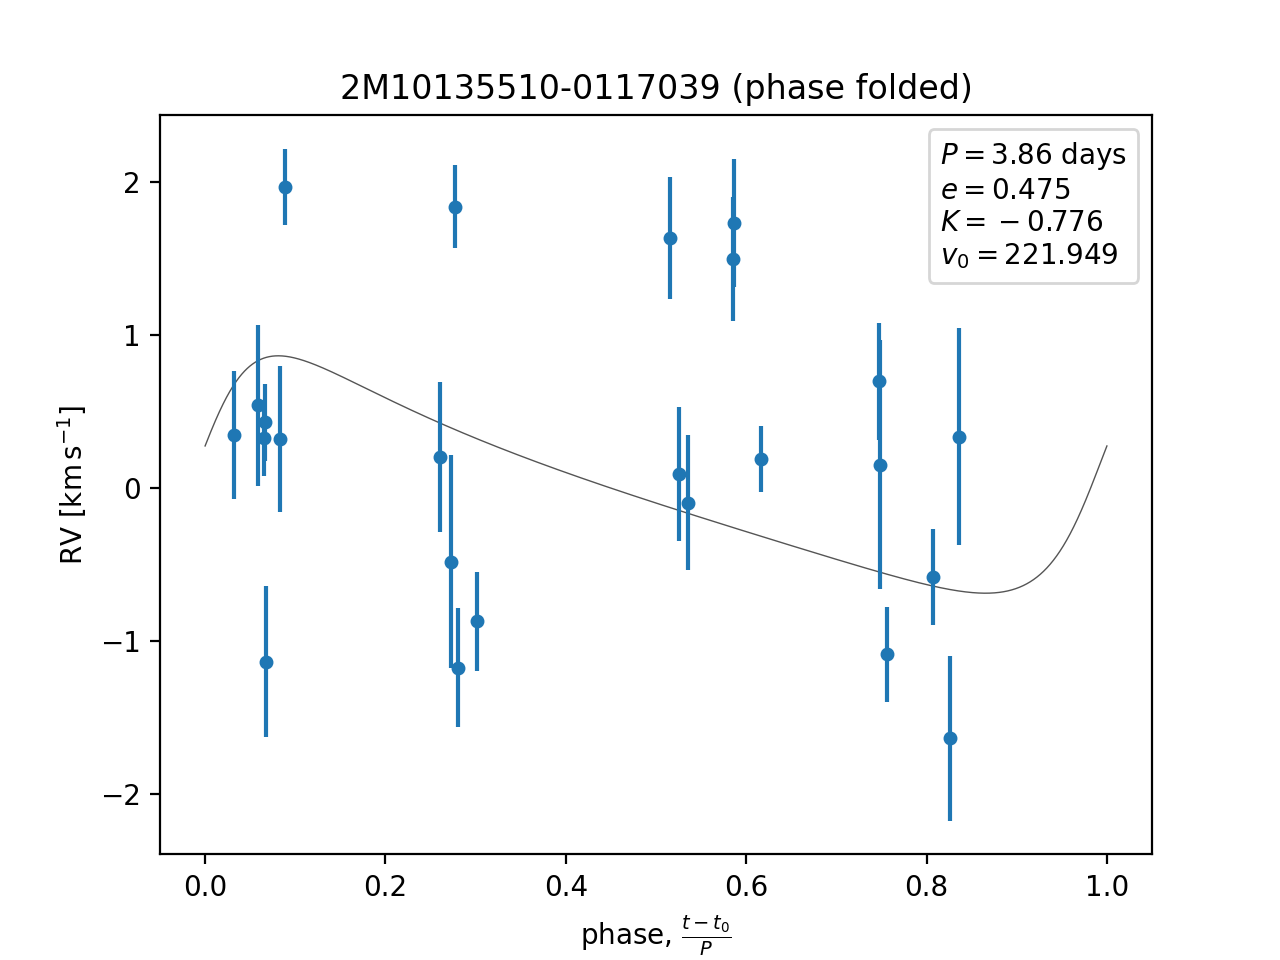 2M10135510-0117039 (phase folded)
P = 3.86 days
e = 0.475
K = −0.776
v₀ = 221.949
RV [km s⁻¹]
2
1
0
−1
−2
0.0 0.2 0.4 0.6 0.8 1.0
phase, (t − t₀)/P